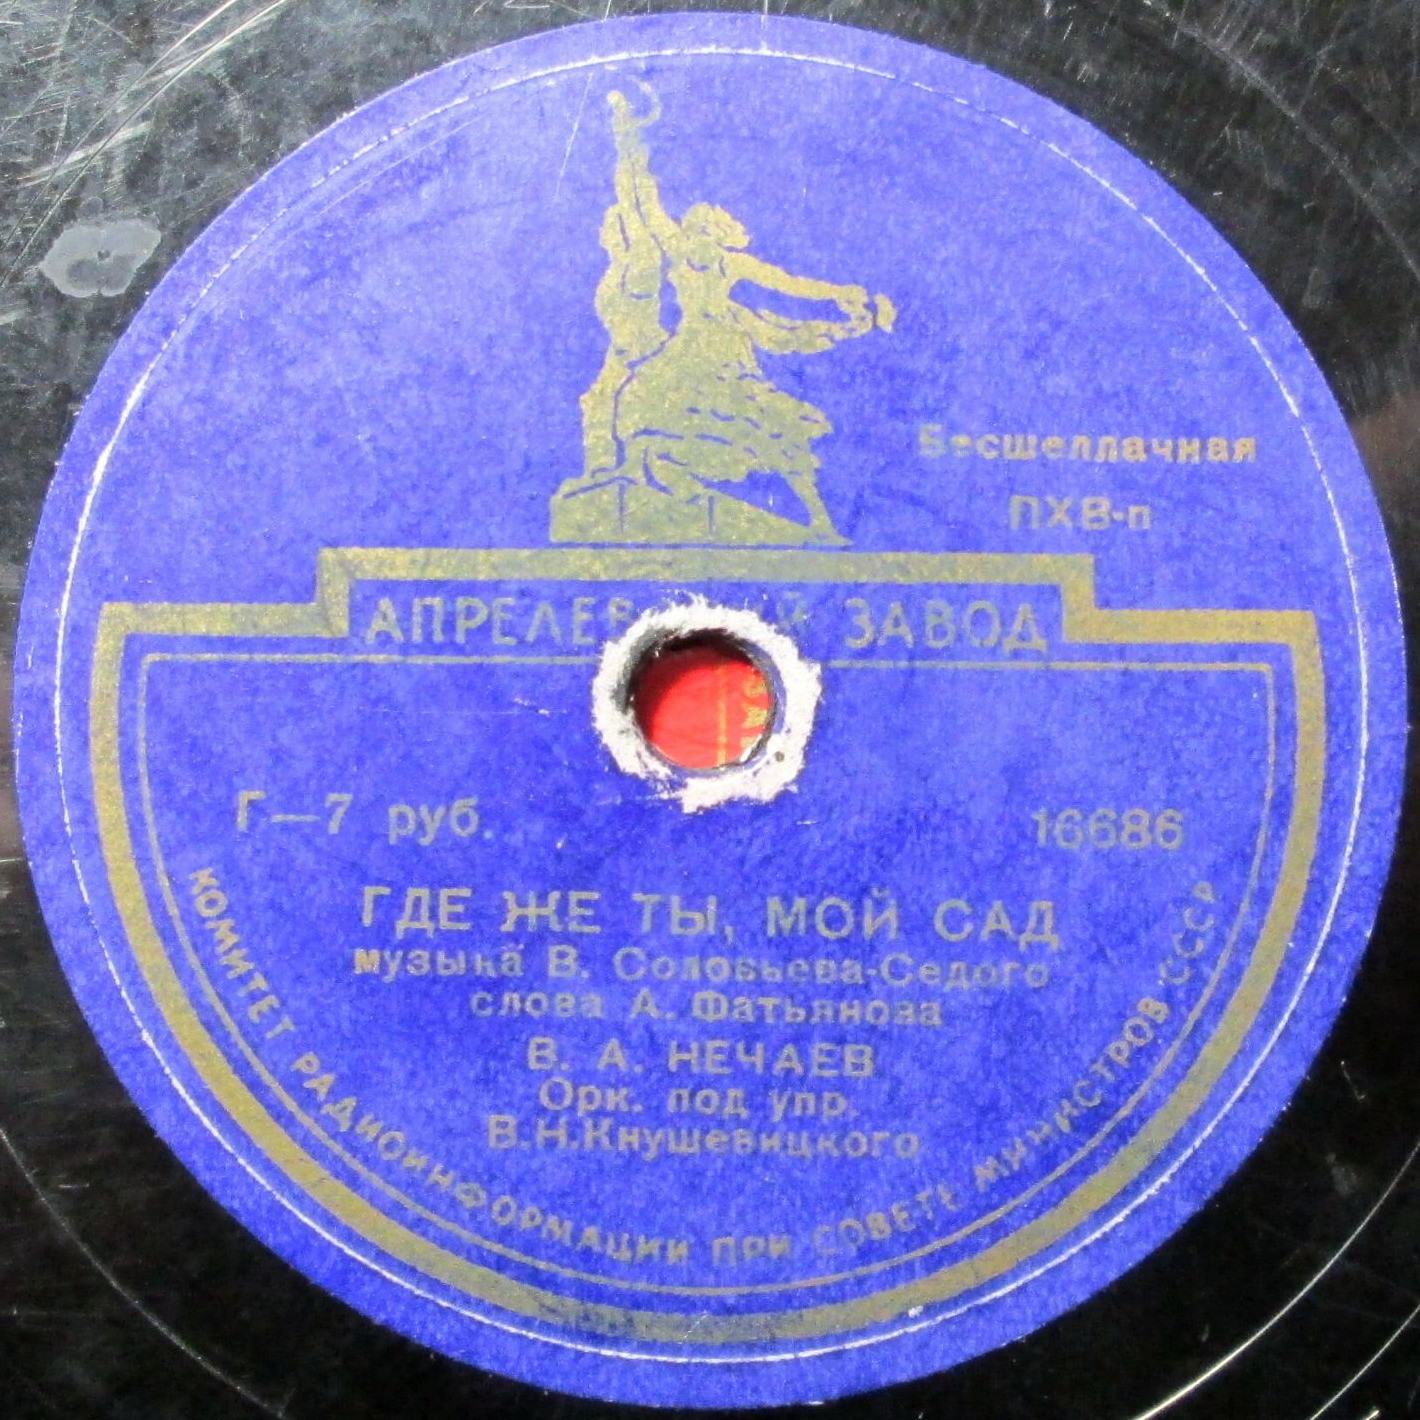 Бесшеллачная
ПХВ-п
АПРЕЛЕВСКИЙ ЗАВОД
Г—7 руб.
16686
ГДЕ ЖЕ ТЫ, МОЙ САД
музыка В. Соловьева-Седого
слова А. Фатьянова
В. А. НЕЧАЕВ
Орк. под упр.
В.Н.Кнушевицкого
КОМИТЕТ РАДИОИНФОРМАЦИИ ПРИ СОВЕТЕ МИНИСТРОВ СССР